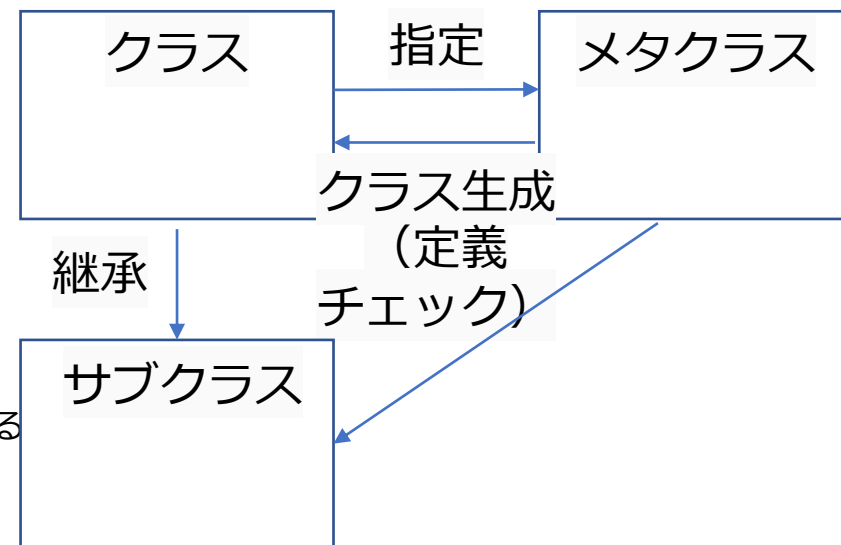 クラス
指定
メタクラス
クラス生成
（定義
チェック）
継承
サブクラス
る